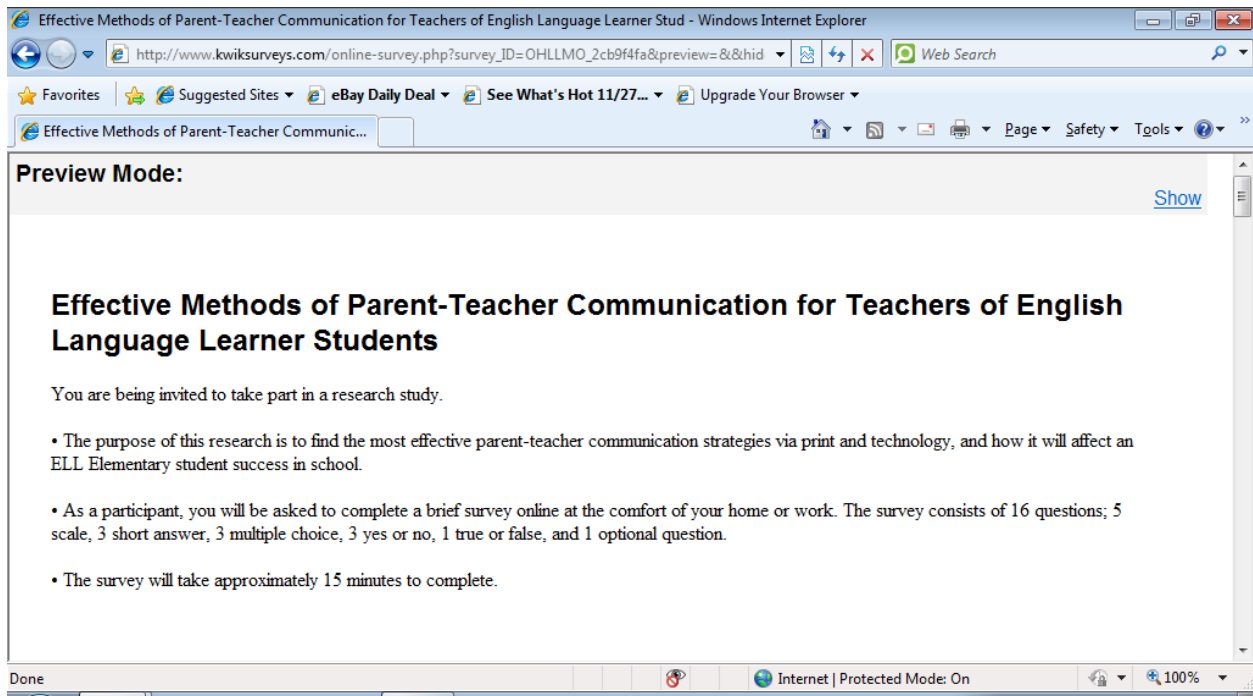 Effective Methods of Parent-Teacher Communication for Teachers of English Language Learner Stud - Windows Internet Explorer
http://www.kwiksurveys.com/online-survey.php?survey_ID=OHLLMO_2cb9f4fa&preview=&&hid
Web Search
Favorites Suggested Sites eBay Daily Deal See What's Hot 11/27... Upgrade Your Browser
Effective Methods of Parent-Teacher Communic... Page Safety Tools
Preview Mode:
Show
Effective Methods of Parent-Teacher Communication for Teachers of English
Language Learner Students
You are being invited to take part in a research study.
• The purpose of this research is to find the most effective parent-teacher communication strategies via print and technology, and how it will affect an
ELL Elementary student success in school.
• As a participant, you will be asked to complete a brief survey online at the comfort of your home or work. The survey consists of 16 questions; 5
scale, 3 short answer, 3 multiple choice, 3 yes or no, 1 true or false, and 1 optional question.
• The survey will take approximately 15 minutes to complete.
Done Internet | Protected Mode: On 100%